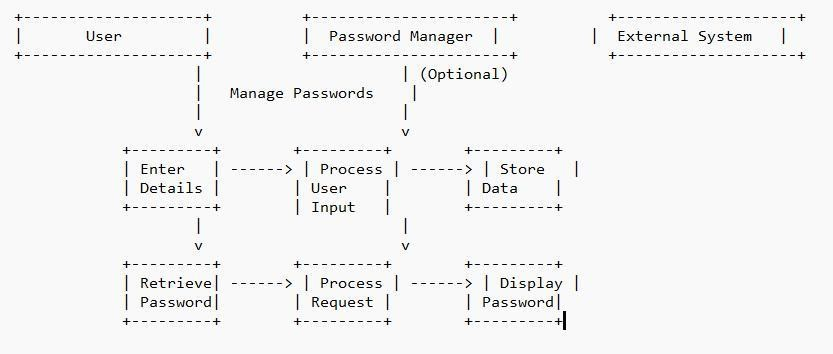 +--------------------+          +----------------------+           +--------------------+
|       User         |          |  Password Manager  |          |  External System   |
+--------------------+          +----------------------+           +--------------------+
                    |                      | (Optional)
                    |   Manage Passwords    |
                    |                      |
                    v                      v
            +---------+        +---------+        +---------+
            | Enter   | ------> | Process | ------> | Store   |
            | Details |        | User    |        | Data    |
            +---------+        | Input   |        +---------+
                    |                      |
                    v                      v
            +---------+        +---------+        +---------+
            | Retrieve| ------> | Process | ------> | Display |
            | Password|        | Request |        | Password|
            +---------+        +---------+        +---------+